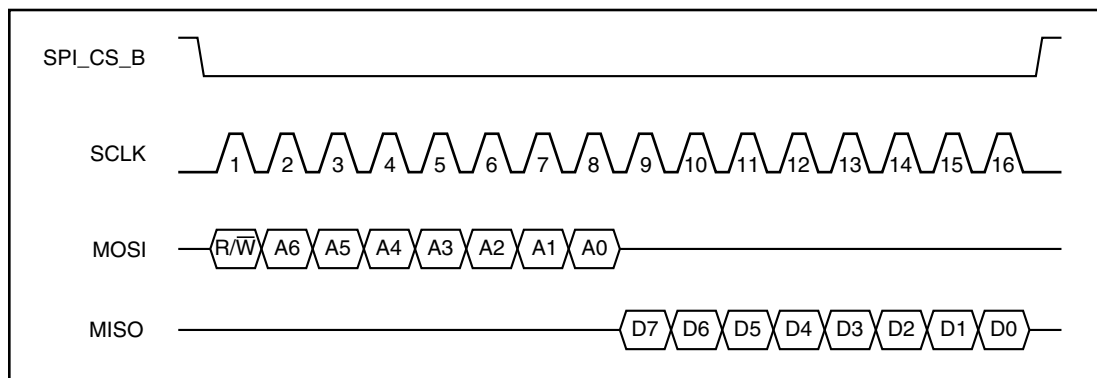 SPI_CS_B
SCLK 1 2 3 4 5 6 7 8 9 10 11 12 13 14 15 16
MOSI R/W̅ A6 A5 A4 A3 A2 A1 A0
MISO D7 D6 D5 D4 D3 D2 D1 D0